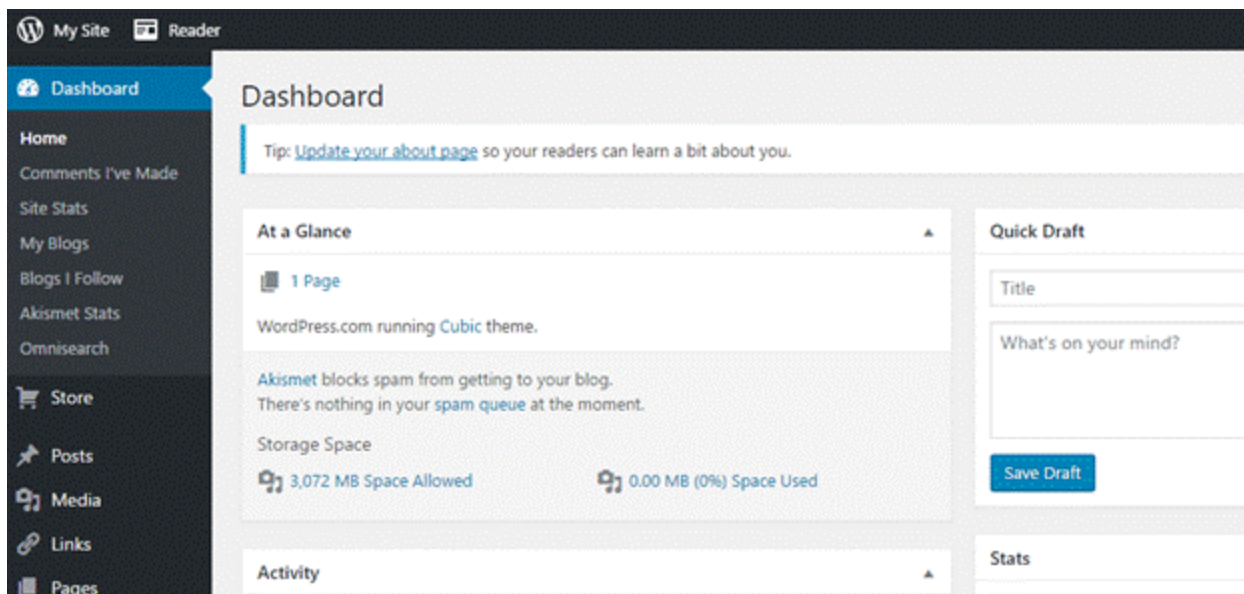 My Site Reader
Dashboard
Home
Comments I've Made
Site Stats
My Blogs
Blogs I Follow
Akismet Stats
Omnisearch
Store
Posts
Media
Links
Pages
Dashboard
Tip: Update your about page so your readers can learn a bit about you.
At a Glance
1 Page
WordPress.com running Cubic theme.
Akismet blocks spam from getting to your blog.
There's nothing in your spam queue at the moment.
Storage Space
3,072 MB Space Allowed
0.00 MB (0%) Space Used
Activity
Quick Draft
Title
What's on your mind?
Save Draft
Stats